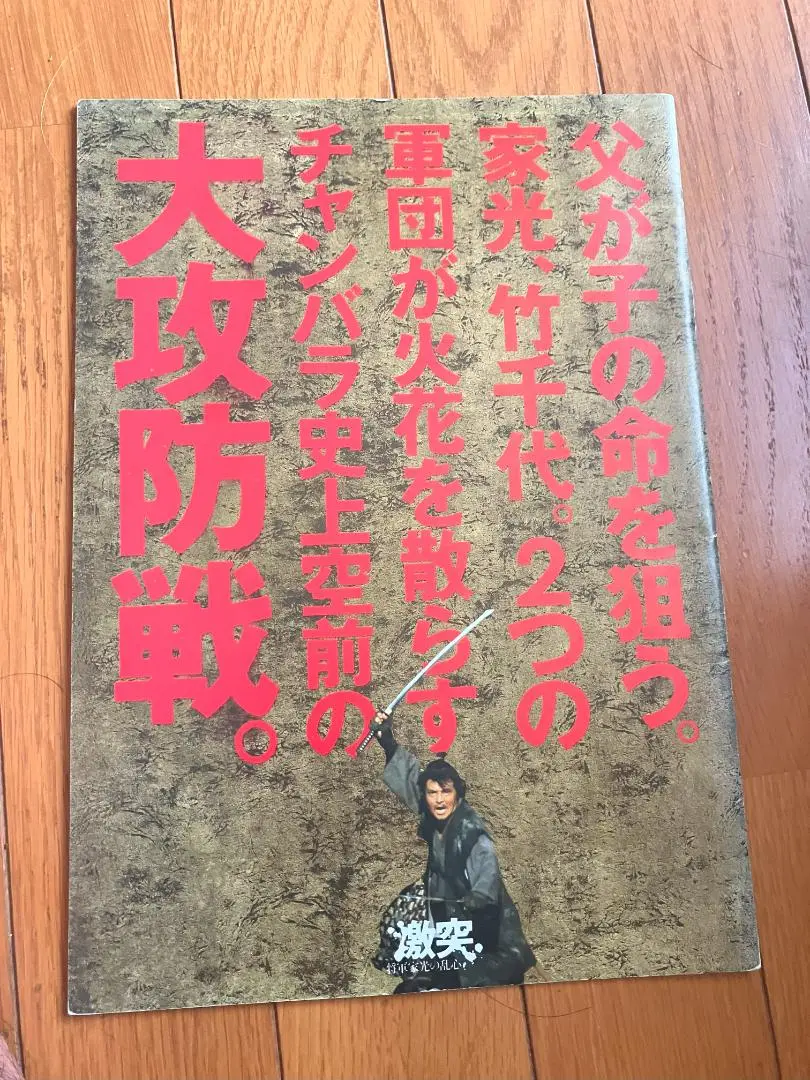 父が子の命を狙う。
家光、竹千代。2つの
軍団が火花を散らす
チャンバラ史上空前の
大攻防戦。
激突
将軍家光の乱心